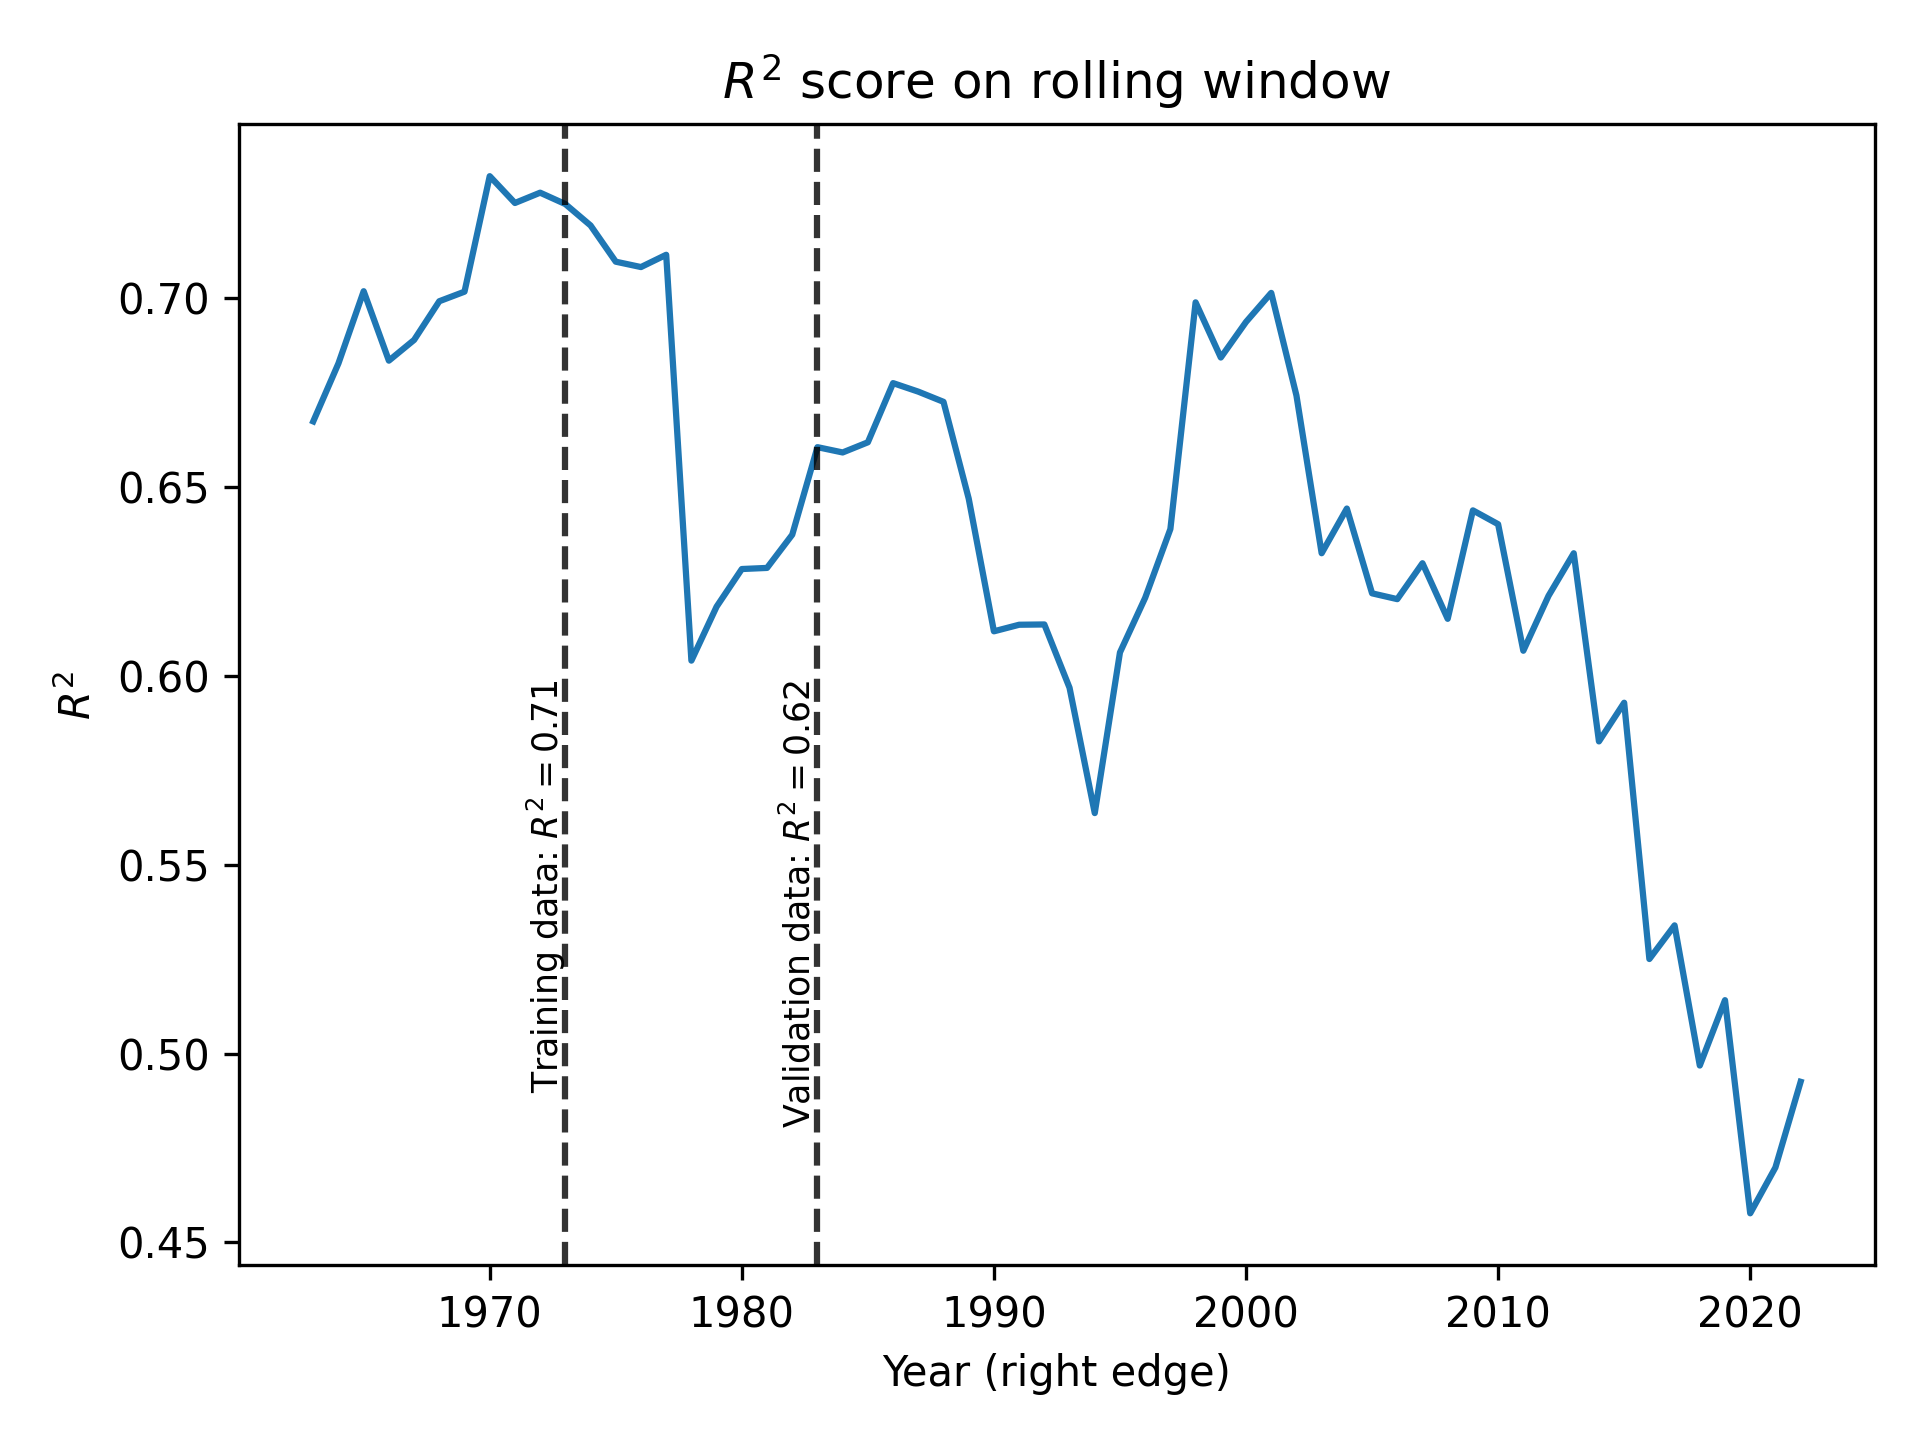 R² score on rolling window
R²
0.70
0.65
0.60
0.55
0.50
0.45
Training data: R² = 0.71
Validation data: R² = 0.62
1970 1980 1990 2000 2010 2020
Year (right edge)